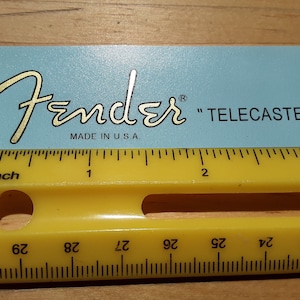 Fender® "TELECASTE
MADE IN U.S.A.
nch 1 2
29 28 27 26 25 24